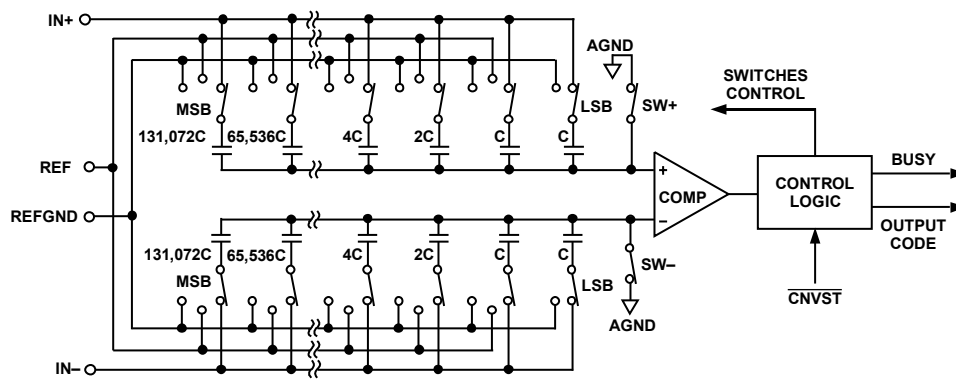 IN+
AGND
SWITCHES
CONTROL
MSB
LSB
SW+
131,072C 65,536C 4C 2C C C
BUSY
REF
+
COMP
−
CONTROL
LOGIC
REFGND
OUTPUT
CODE
131,072C 65,536C 4C 2C C C
SW−
MSB
LSB
CNVST
AGND
IN−